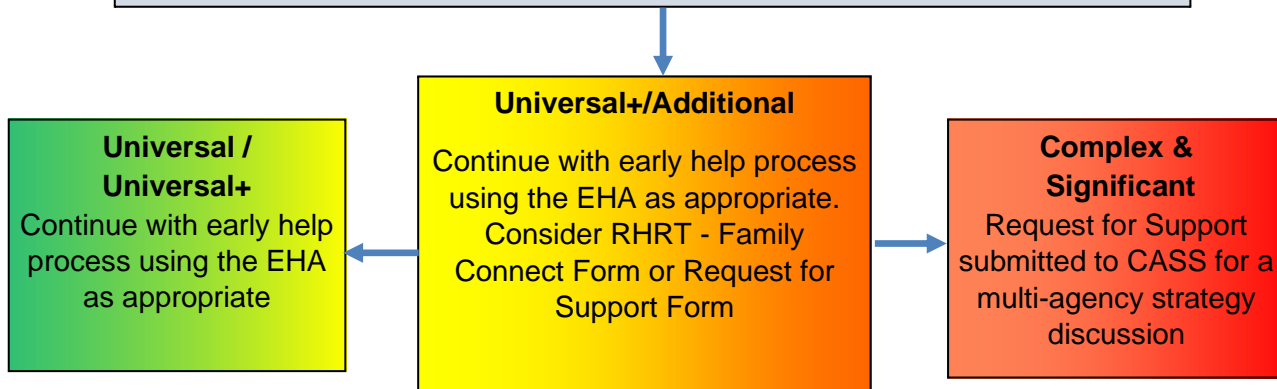 Universal /
Universal+
Continue with early help
process using the EHA
as appropriate
Universal+/Additional
Continue with early help process
using the EHA as appropriate.
Consider RHRT - Family
Connect Form or Request for
Support Form
Complex &
Significant
Request for Support
submitted to CASS for a
multi-agency strategy
discussion